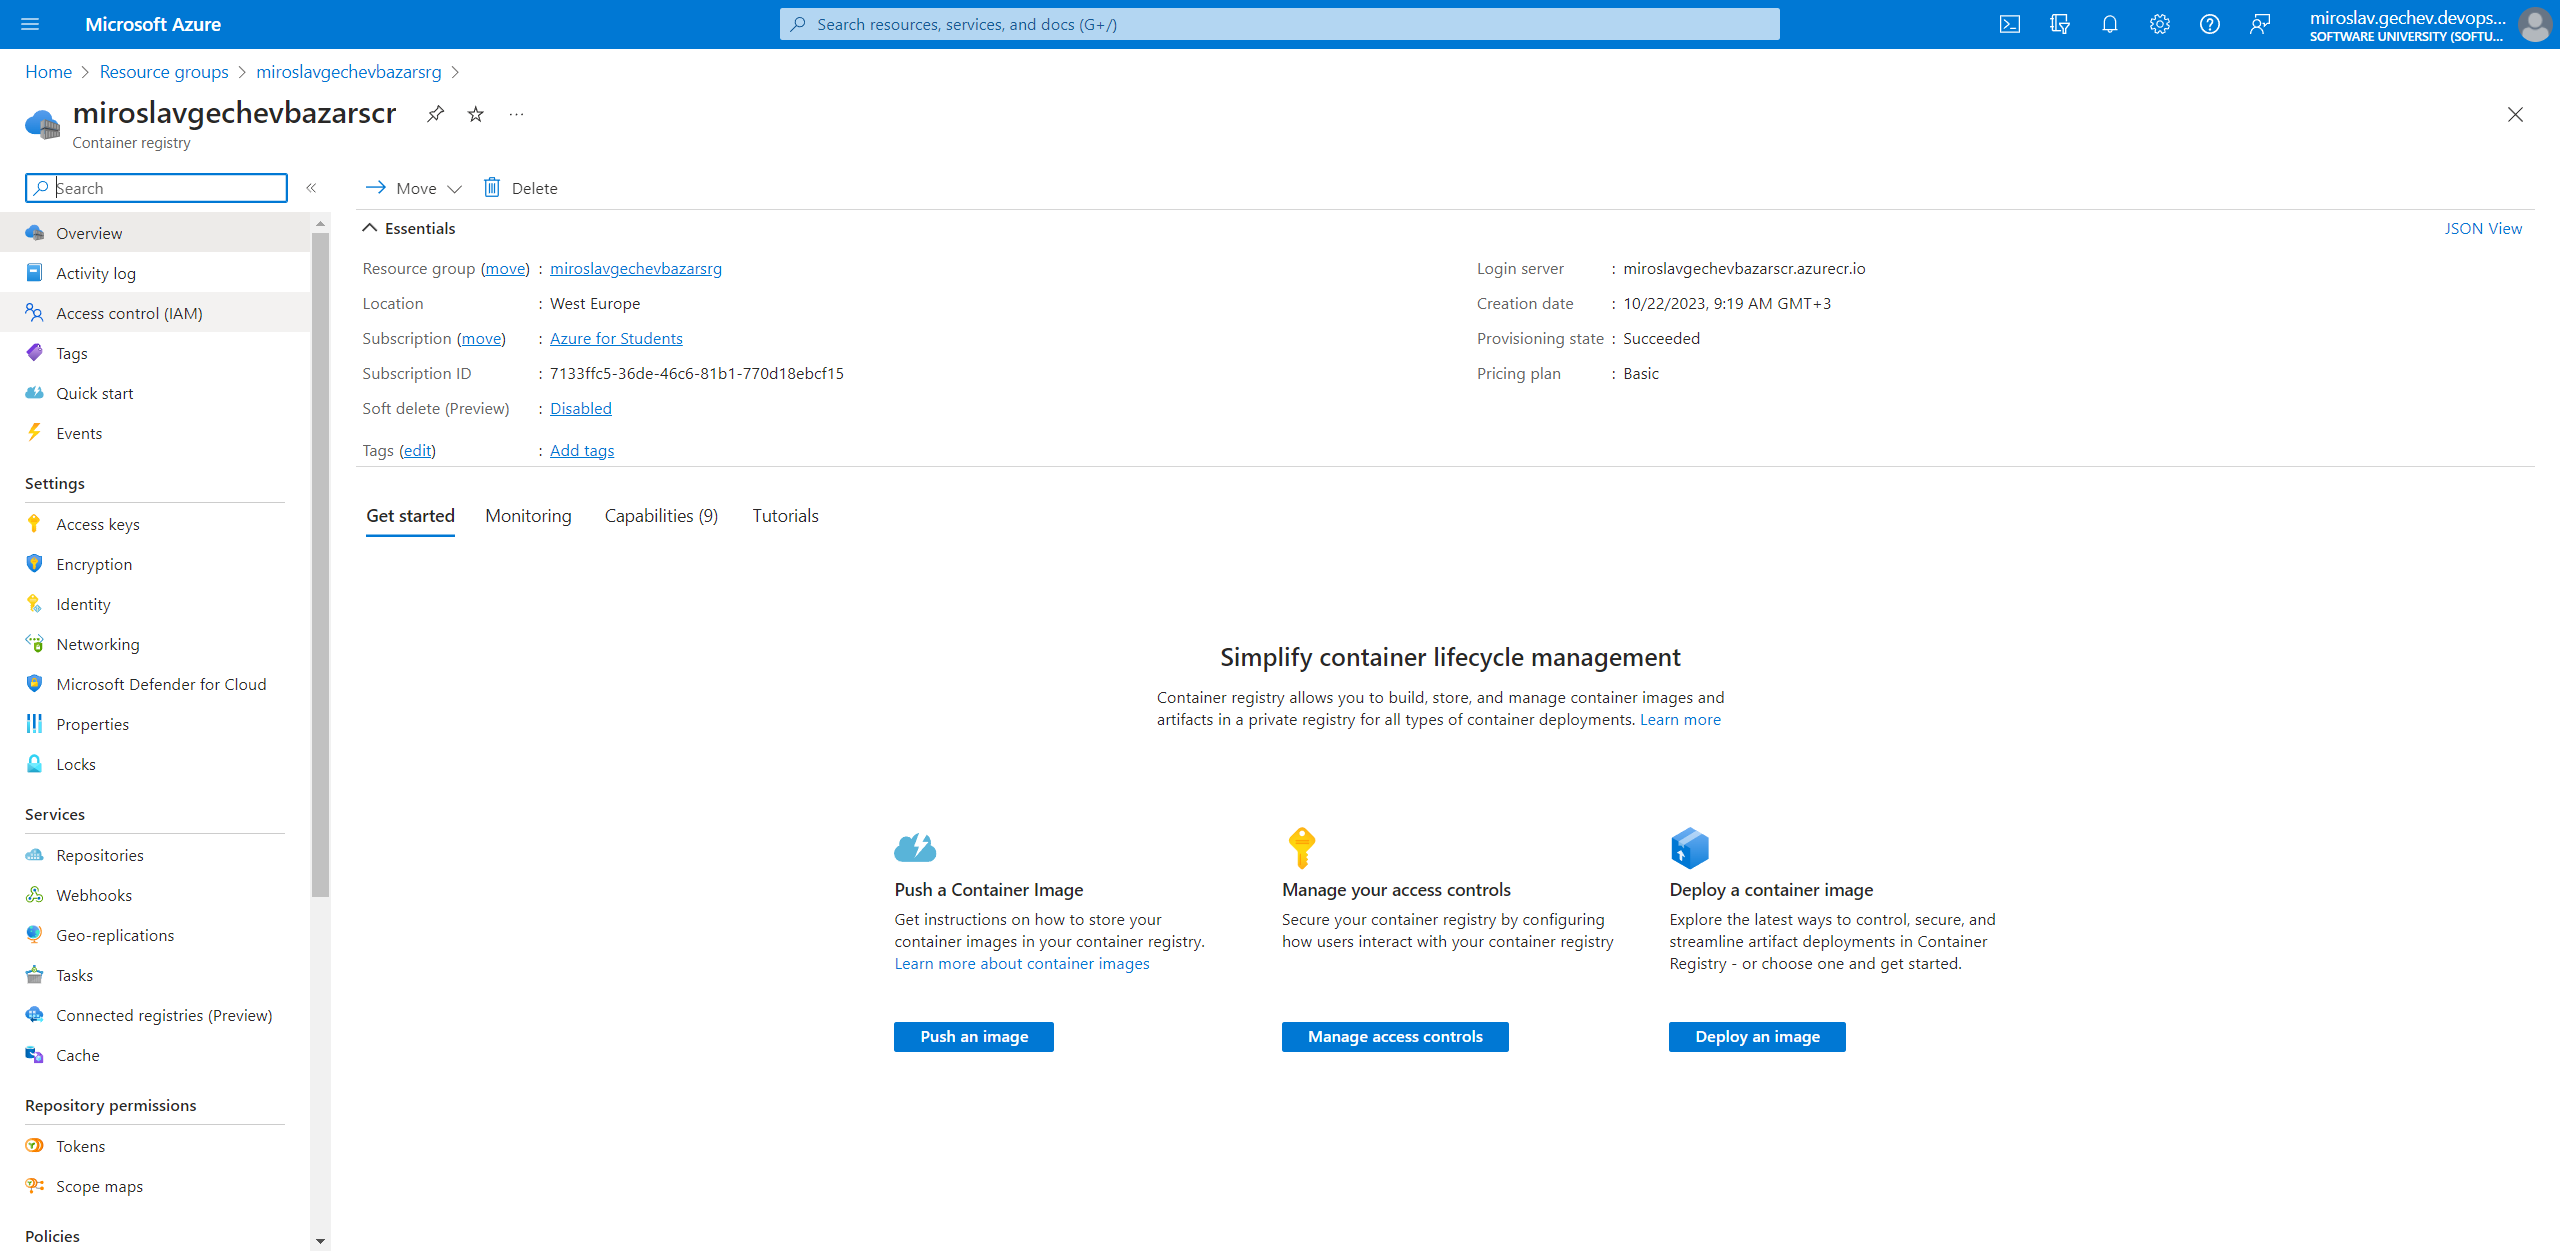 Microsoft Azure
Search resources, services, and docs (G+/)
miroslav.gechev.devops...
SOFTWARE UNIVERSITY (SOFTU...
Home > Resource groups > miroslavgechevbazarsrg >
miroslavgechevbazarscr
Container registry
Search
Move
Delete
Overview
Activity log
Access control (IAM)
Tags
Quick start
Events
Settings
Access keys
Encryption
Identity
Networking
Microsoft Defender for Cloud
Properties
Locks
Services
Repositories
Webhooks
Geo-replications
Tasks
Connected registries (Preview)
Cache
Repository permissions
Tokens
Scope maps
Policies
Essentials
JSON View
Resource group (move) : miroslavgechevbazarsrg
Location : West Europe
Subscription (move) : Azure for Students
Subscription ID : 7133ffc5-36de-46c6-81b1-770d18ebcf15
Soft delete (Preview) : Disabled
Tags (edit) : Add tags
Login server : miroslavgechevbazarscr.azurecr.io
Creation date : 10/22/2023, 9:19 AM GMT+3
Provisioning state : Succeeded
Pricing plan : Basic
Get started
Monitoring
Capabilities (9)
Tutorials
Simplify container lifecycle management
Container registry allows you to build, store, and manage container images and
artifacts in a private registry for all types of container deployments. Learn more
Push a Container Image
Get instructions on how to store your
container images in your container registry.
Learn more about container images
Push an image
Manage your access controls
Secure your container registry by configuring
how users interact with your container registry
Manage access controls
Deploy a container image
Explore the latest ways to control, secure, and
streamline artifact deployments in Container
Registry - or choose one and get started.
Deploy an image